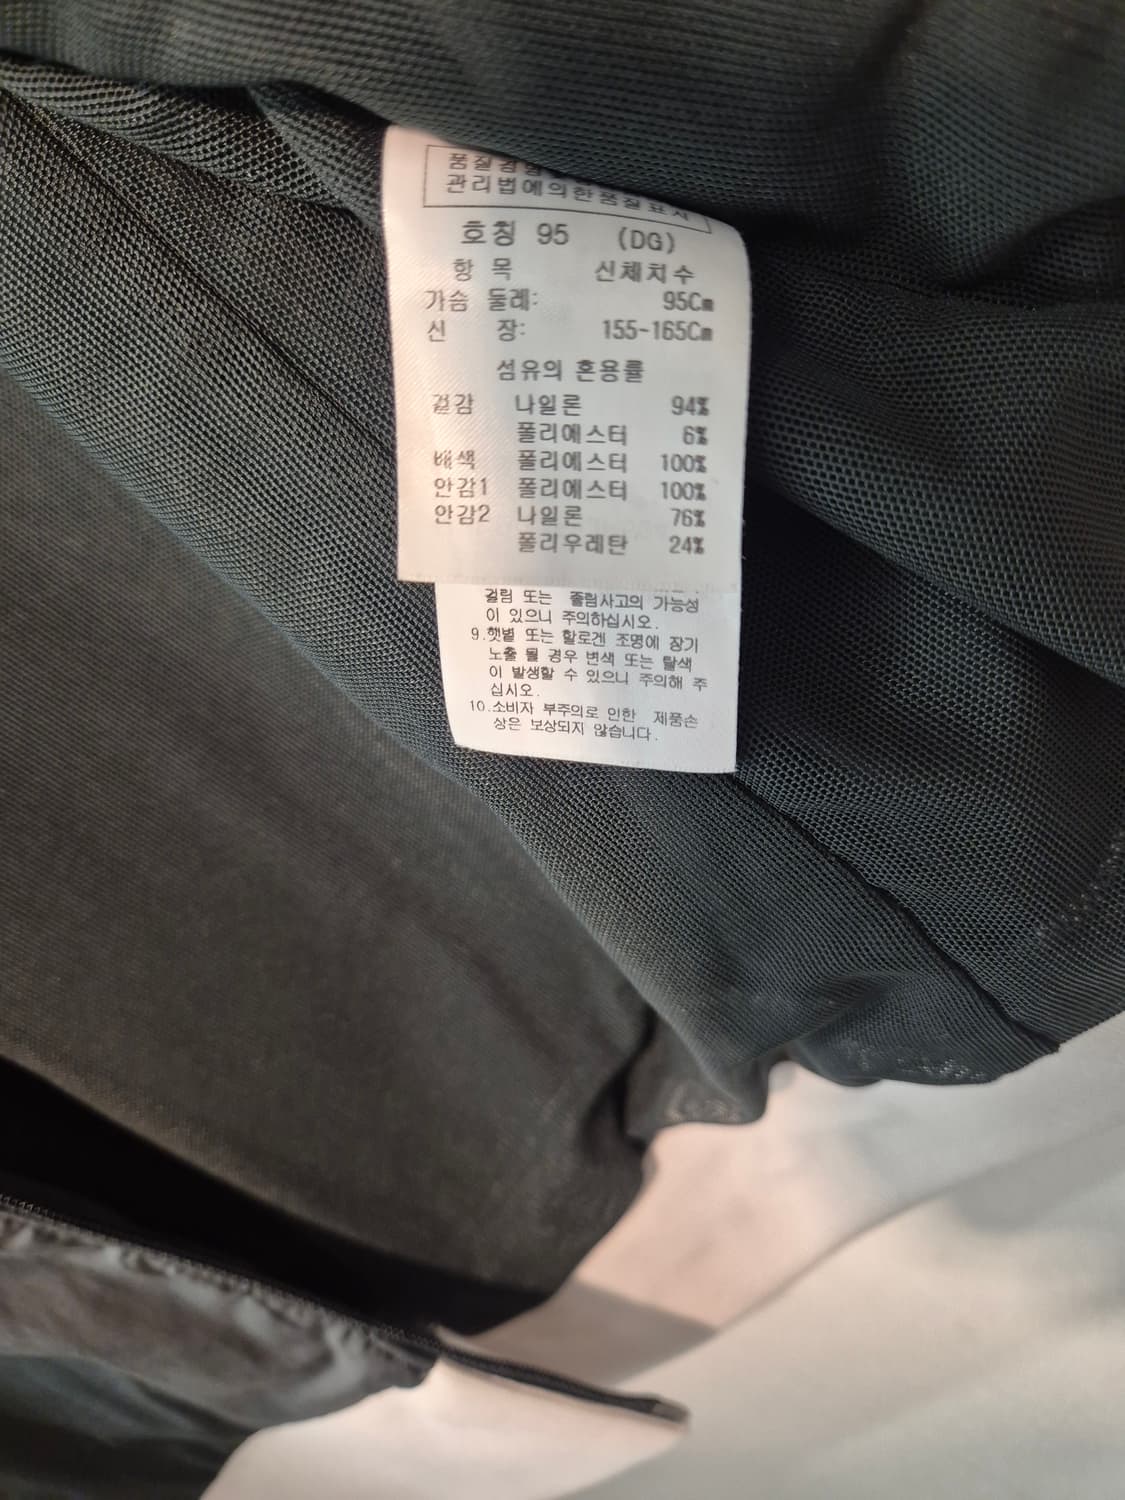 관리법에의한품질표시
호칭 95 (DG)
항 목 신체치수
가슴 둘레: 95Cm
신 장: 155-165Cm
섬유의 혼용률
겉감 나일론 94%
폴리에스터 6%
배색 폴리에스터 100%
안감1 폴리에스터 100%
안감2 나일론 76%
폴리우레탄 24%
걸림 또는 졸림사고의 가능성
이 있으니 주의하십시오.
9.햇볕 또는 할로겐 조명에 장기
노출 될 경우 변색 또는 탈색
이 발생할 수 있으니 주의해 주
십시오.
10.소비자 부주의로 인한 제품손
상은 보상되지 않습니다.